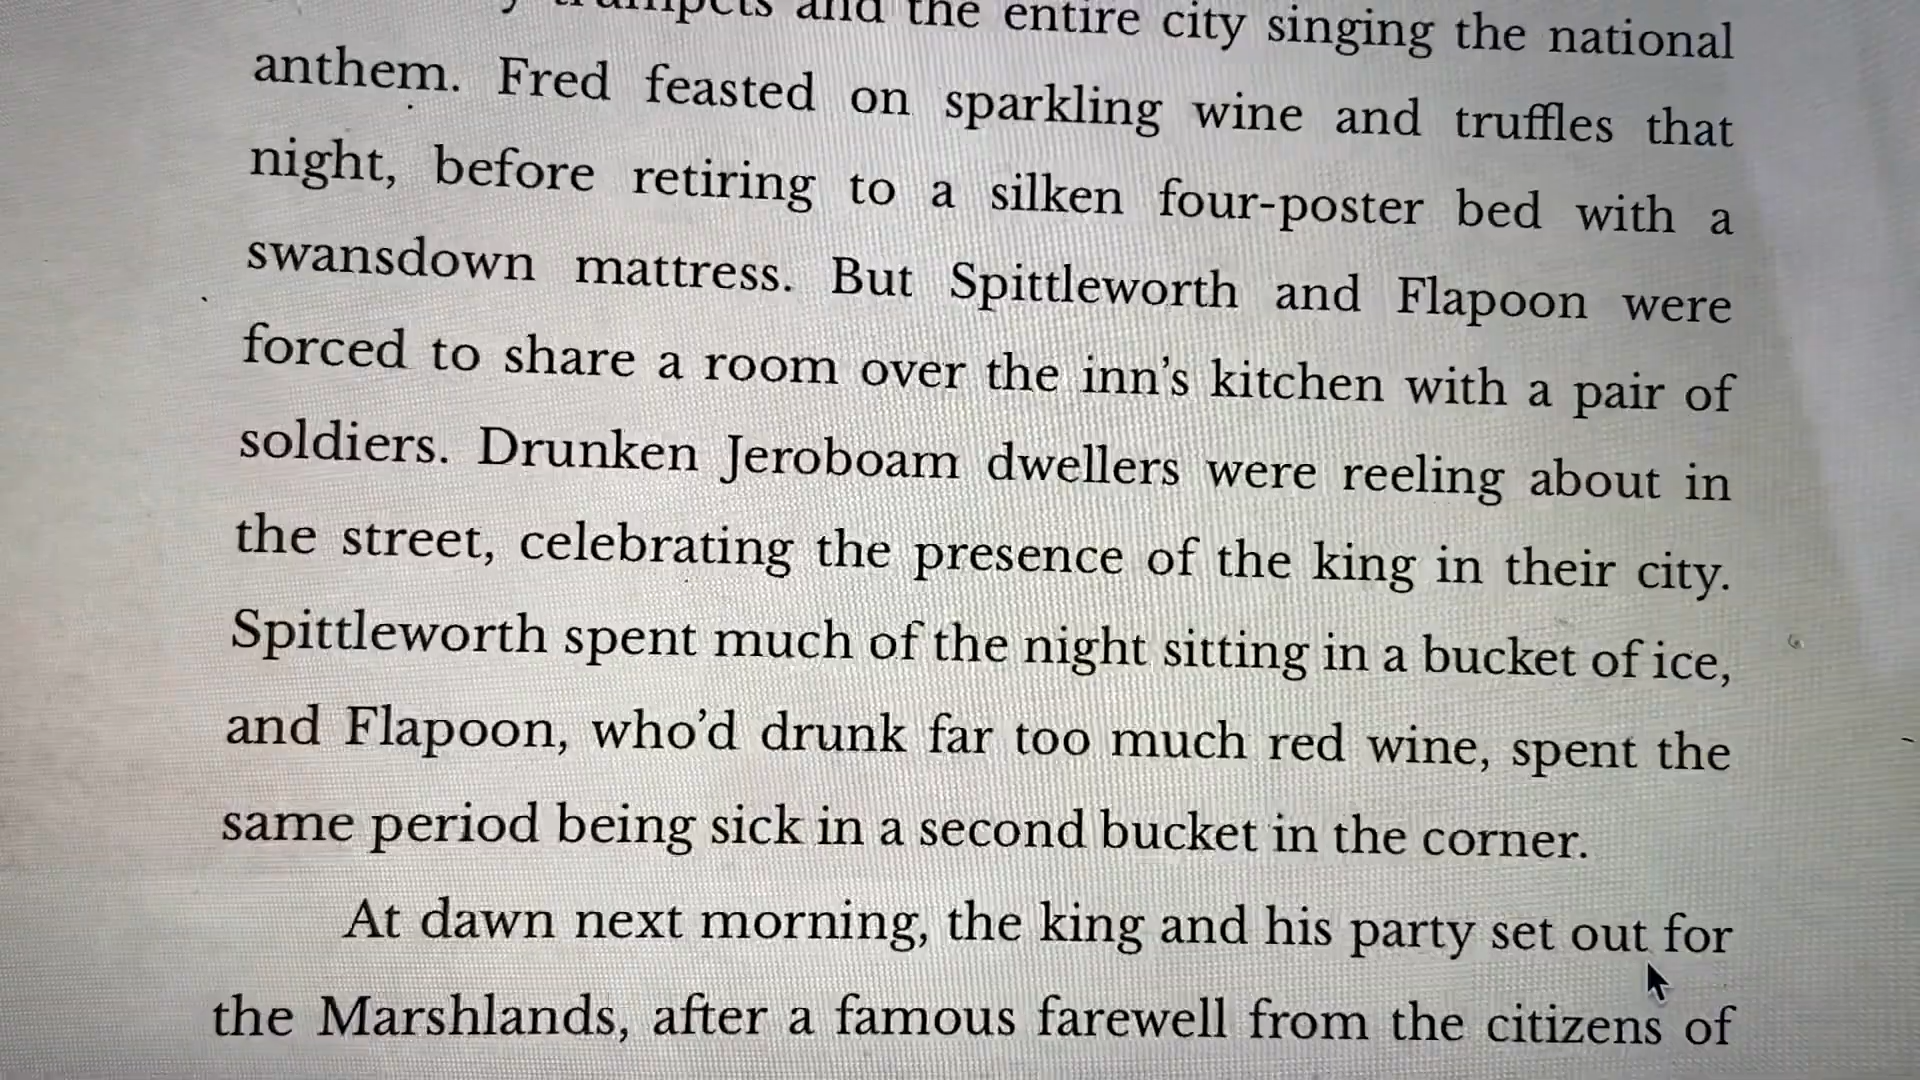 trumpets and the entire city singing the national
anthem. Fred feasted on sparkling wine and truffles that
night, before retiring to a silken four-poster bed with a
swansdown mattress. But Spittleworth and Flapoon were
forced to share a room over the inn’s kitchen with a pair of
soldiers. Drunken Jeroboam dwellers were reeling about in
the street, celebrating the presence of the king in their city.
Spittleworth spent much of the night sitting in a bucket of ice,
and Flapoon, who’d drunk far too much red wine, spent the
same period being sick in a second bucket in the corner.
At dawn next morning, the king and his party set out for
the Marshlands, after a famous farewell from the citizens of